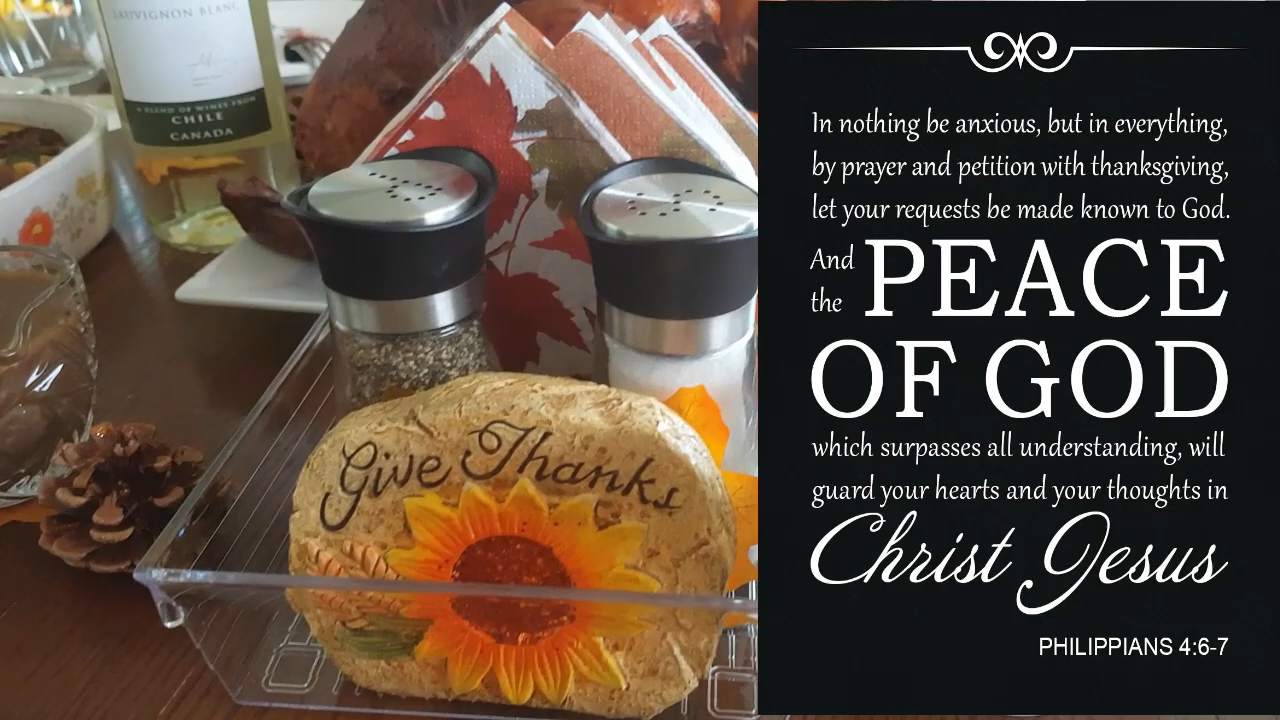 SAUVIGNON BLANC
A BLEND OF WINES FROM
CHILE
CANADA
Give Thanks
In nothing be anxious, but in everything,
by prayer and petition with thanksgiving,
let your requests be made known to God.
And the PEACE
OF GOD
which surpasses all understanding, will
guard your hearts and your thoughts in
Christ Jesus
PHILIPPIANS 4:6-7